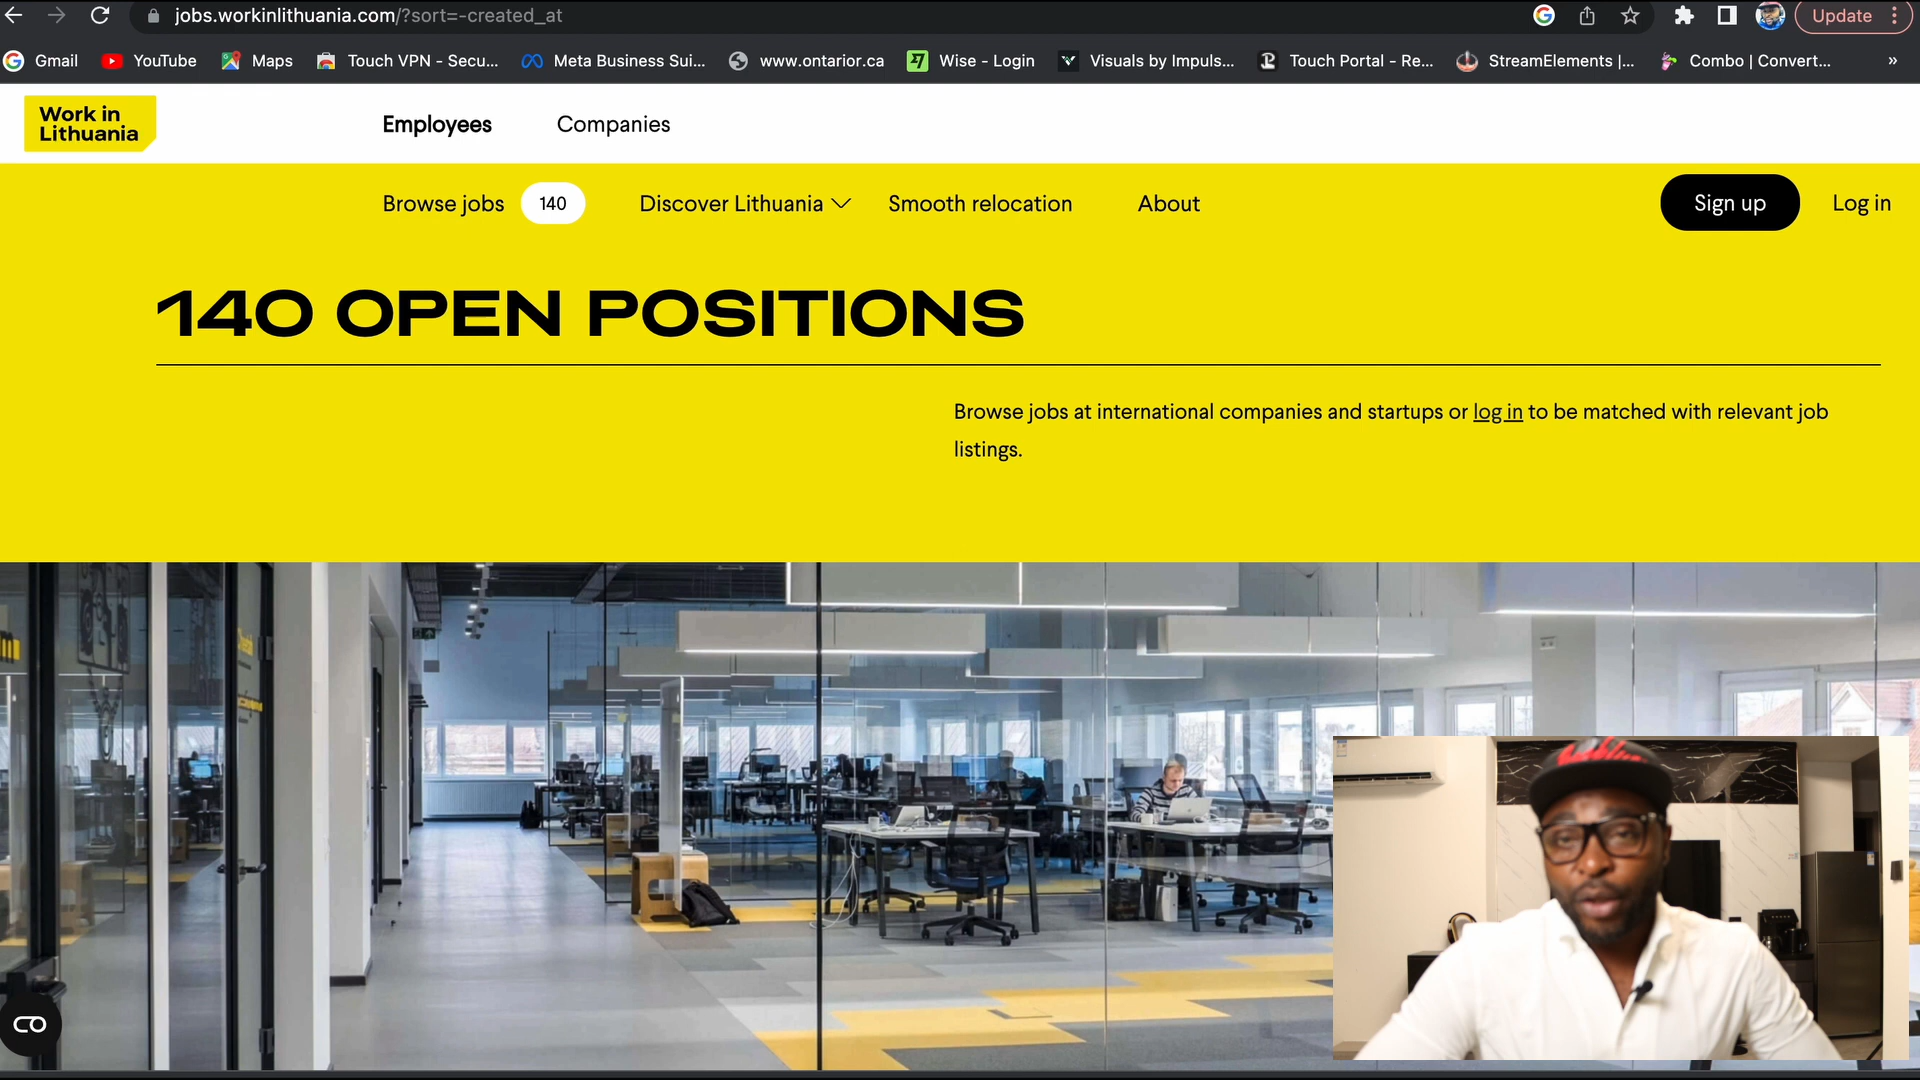 jobs.workinlithuania.com/?sort=-created_at
Update
Gmail
YouTube
Maps
Touch VPN - Secu...
Meta Business Sui...
www.ontarior.ca
Wise - Login
Visuals by Impuls...
Touch Portal - Re...
StreamElements |...
Combo | Convert...
»
Work in
Lithuania
Employees
Companies
Browse jobs
140
Discover Lithuania
Smooth relocation
About
Sign up
Log in
140 OPEN POSITIONS
Browse jobs at international companies and startups or log in to be matched with relevant job
listings.